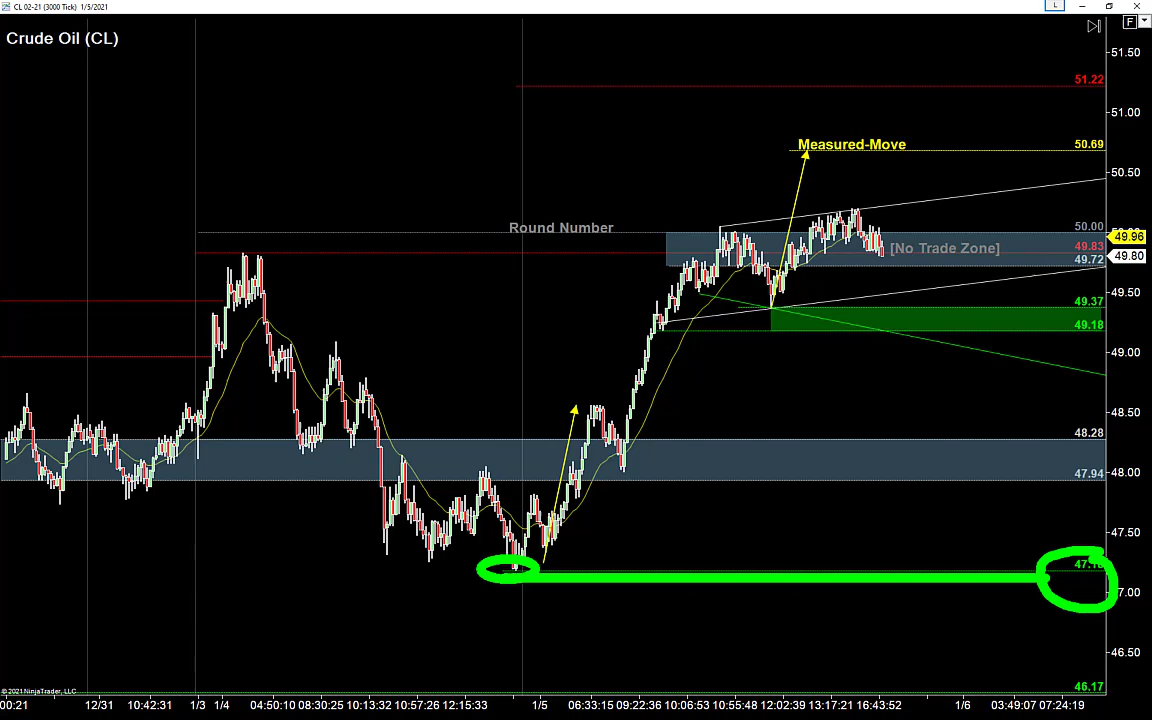 CL 02-21 (3000 Tick) 1/5/2021
L
F
Crude Oil (CL)
51.50
51.22
51.00
Measured-Move
50.69
50.50
Round Number
50.00
49.96
49.83
[No Trade Zone]
49.72
49.80
49.50
49.37
49.18
49.00
48.50
48.28
48.00
47.94
47.50
46.50
46.17
© 2021 NinjaTrader, LLC
00:21 12/31 10:42:31 1/3 1/4 04:50:10 08:30:25 10:13:32 10:57:26 12:15:33 1/5 06:33:15 09:22:36 10:06:53 10:55:48 12:02:39 13:17:21 16:43:52 1/6 03:49:07 07:24:19